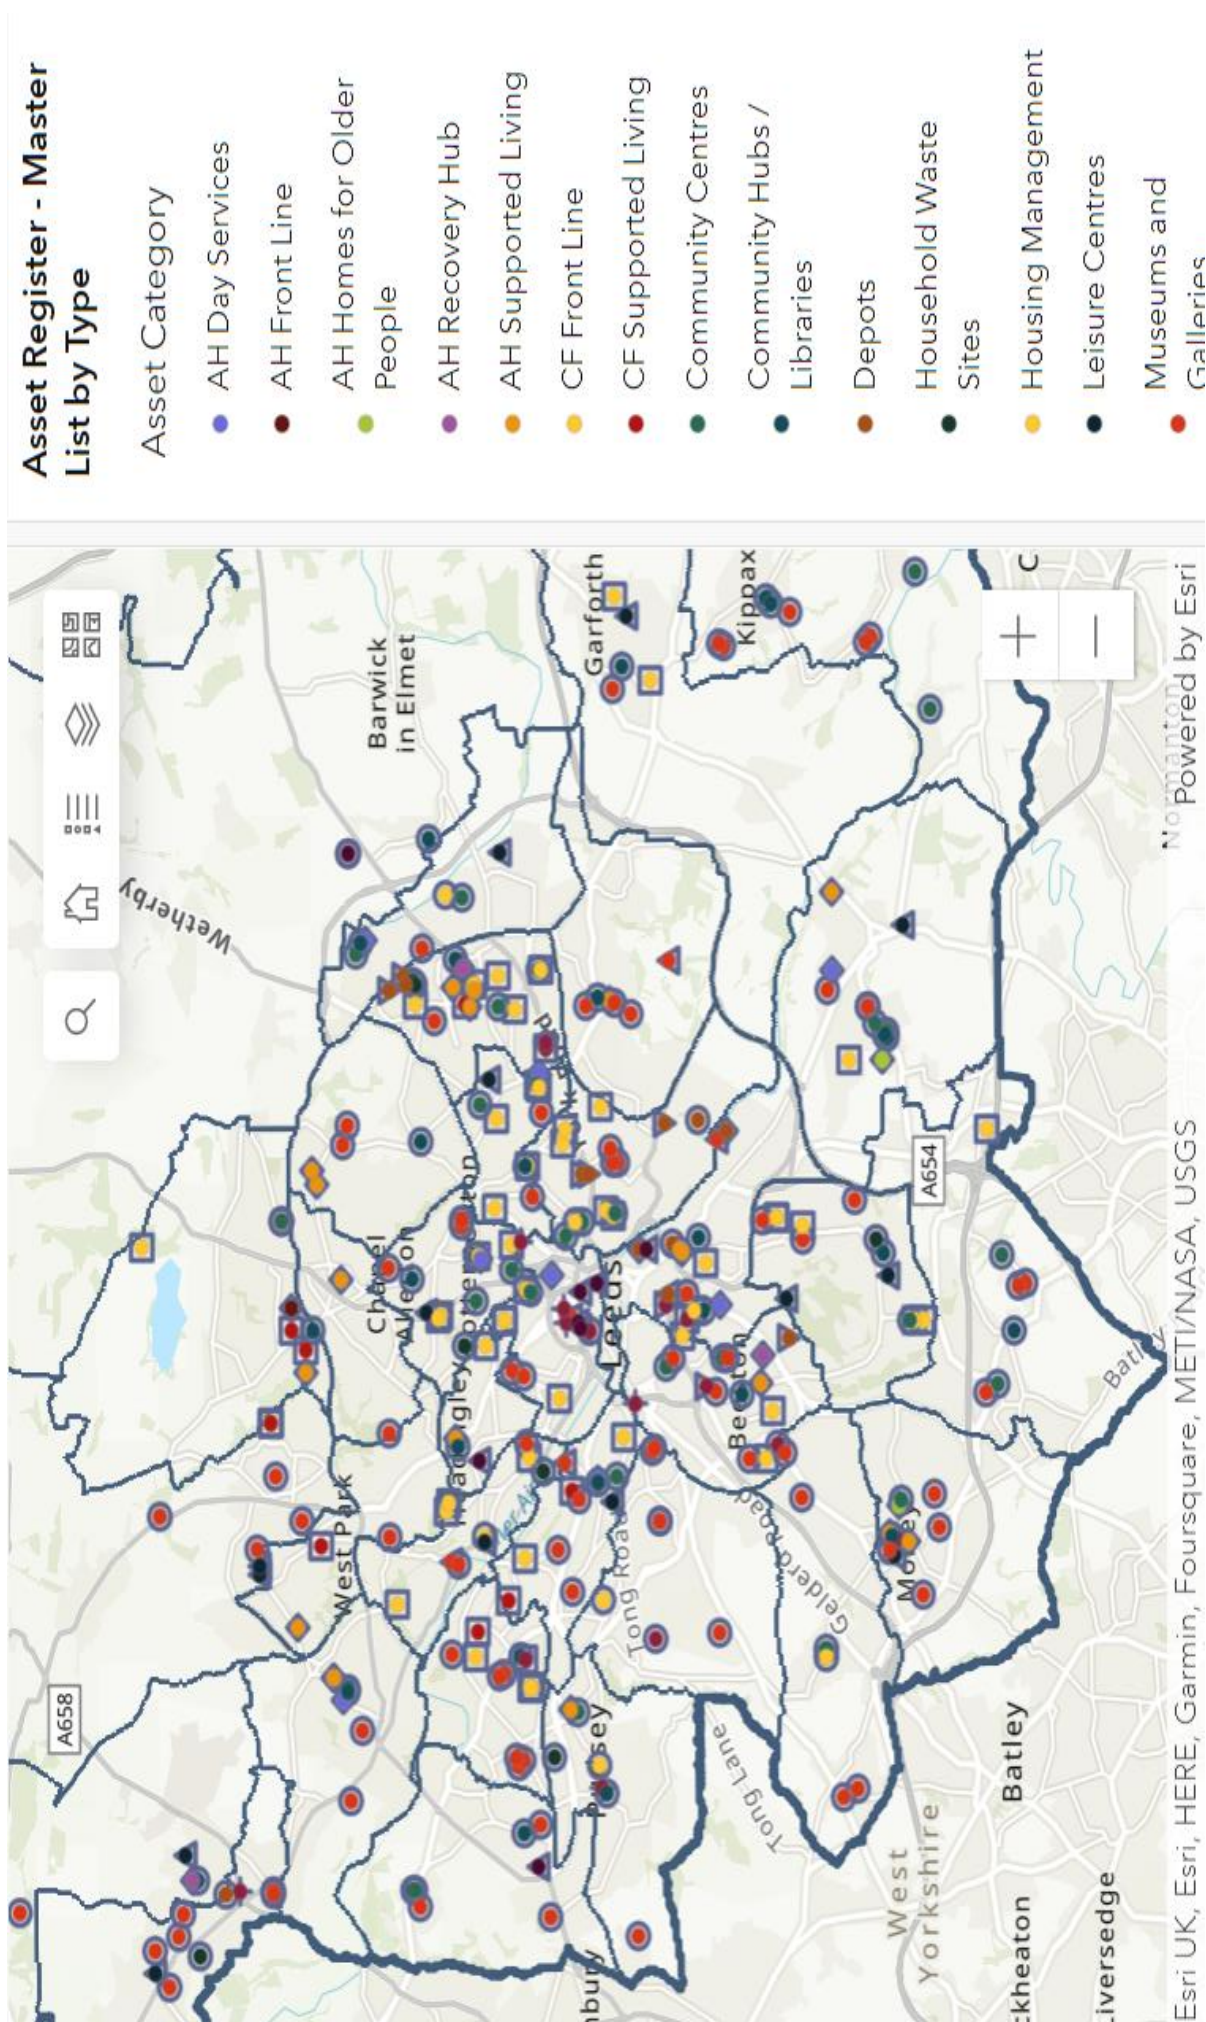 Asset Register - Master
List by Type
Asset Category
AH Day Services
AH Front Line
AH Homes for Older
People
AH Recovery Hub
AH Supported Living
CF Front Line
CF Supported Living
Community Centres
Community Hubs /
Libraries
Depots
Household Waste
Sites
Housing Management
Leisure Centres
Museums and
Galleries
Wetherby
Barwick
in Elmet
A658
Chapel
West Park
Garforth
Kippax
Leeds
Tong Road
Beeston
Gelderd Road
A654
Tong Lane
West
Yorkshire
Batley
Liversedge
Normanton
Esri UK, Esri, HERE, Garmin, Foursquare, METI/NASA, USGS
Powered by Esri